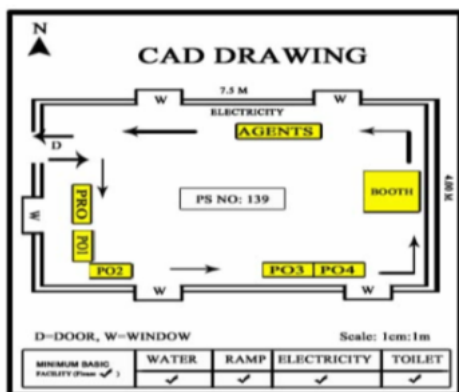 N
CAD DRAWING
7.5 M
W
W
ELECTRICITY
AGENTS
D
BOOTH
4.00 M
PRO
PS NO: 139
W
PO1
PO2
PO3 PO4
W
W
D=DOOR, W=WINDOW
Scale: 1cm:1m
MINIMUM BASIC WATER RAMP ELECTRICITY TOILET
FACILITY (Please ✓) ✓ ✓ ✓ ✓